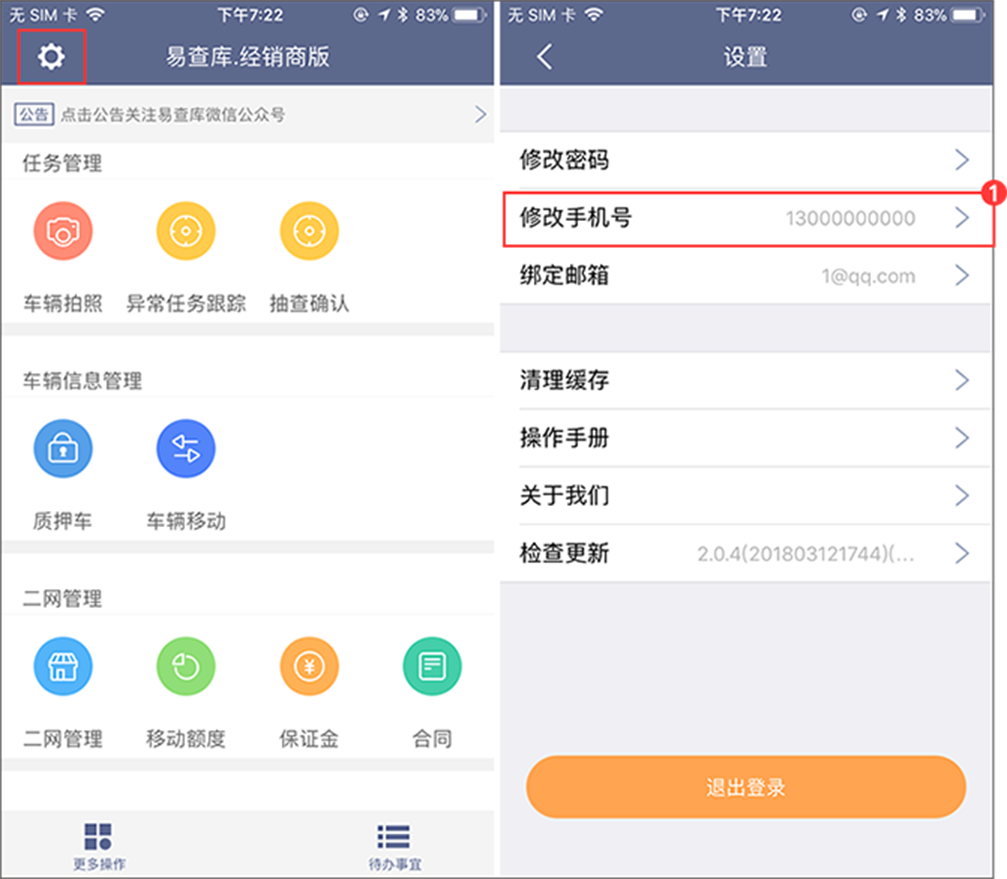 无 SIM 卡
下午7:22
83%
易查库.经销商版
公告 点击公告关注易查库微信公众号
任务管理
车辆拍照 异常任务跟踪 抽查确认
车辆信息管理
质押车 车辆移动
二网管理
¥
二网管理 移动额度 保证金 合同
更多操作 待办事宜
无 SIM 卡
下午7:22
83%
设置
修改密码
1
修改手机号 13000000000
绑定邮箱 1@qq.com
清理缓存
操作手册
关于我们
检查更新 2.0.4(201803121744)(...
退出登录